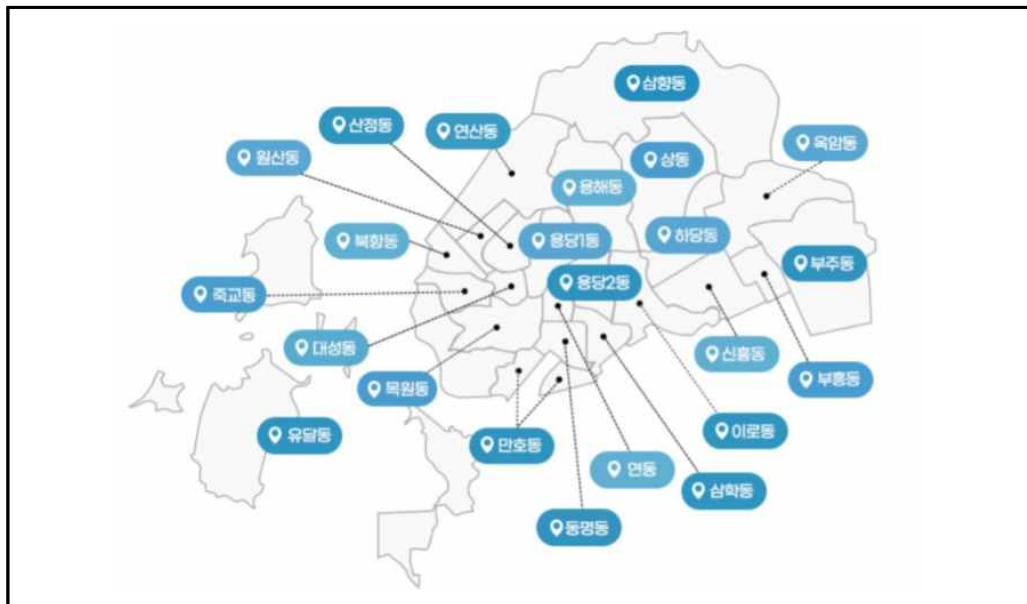 삼향동
산정동
연산동
옥암동
원산동
상동
용해동
하당동
북항동
용당1동
부주동
용당2동
죽교동
대성동
신흥동
목원동
부흥동
유달동
만호동
이로동
연동
삼학동
동명동